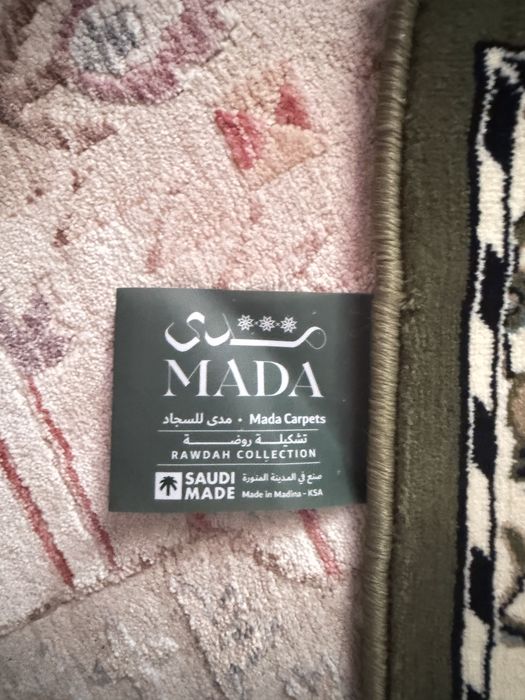 مدى
MADA
مدى للسجاد • Mada Carpets
تشكيلة روضة
RAWDAH COLLECTION
SAUDI MADE
صنع في المدينة المنورة
Made in Madina - KSA